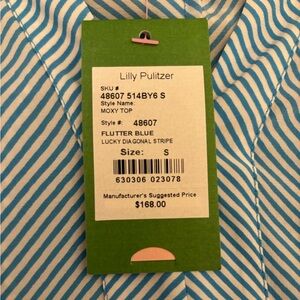 Lilly Pulitzer
SKU #
48607 514BY6 S
Style Name:
MOXY TOP
Style #: 48607
FLUTTER BLUE
LUCKY DIAGONAL STRIPE
Size: S
630306 023078
Manufacturer's Suggested Price
$168.00